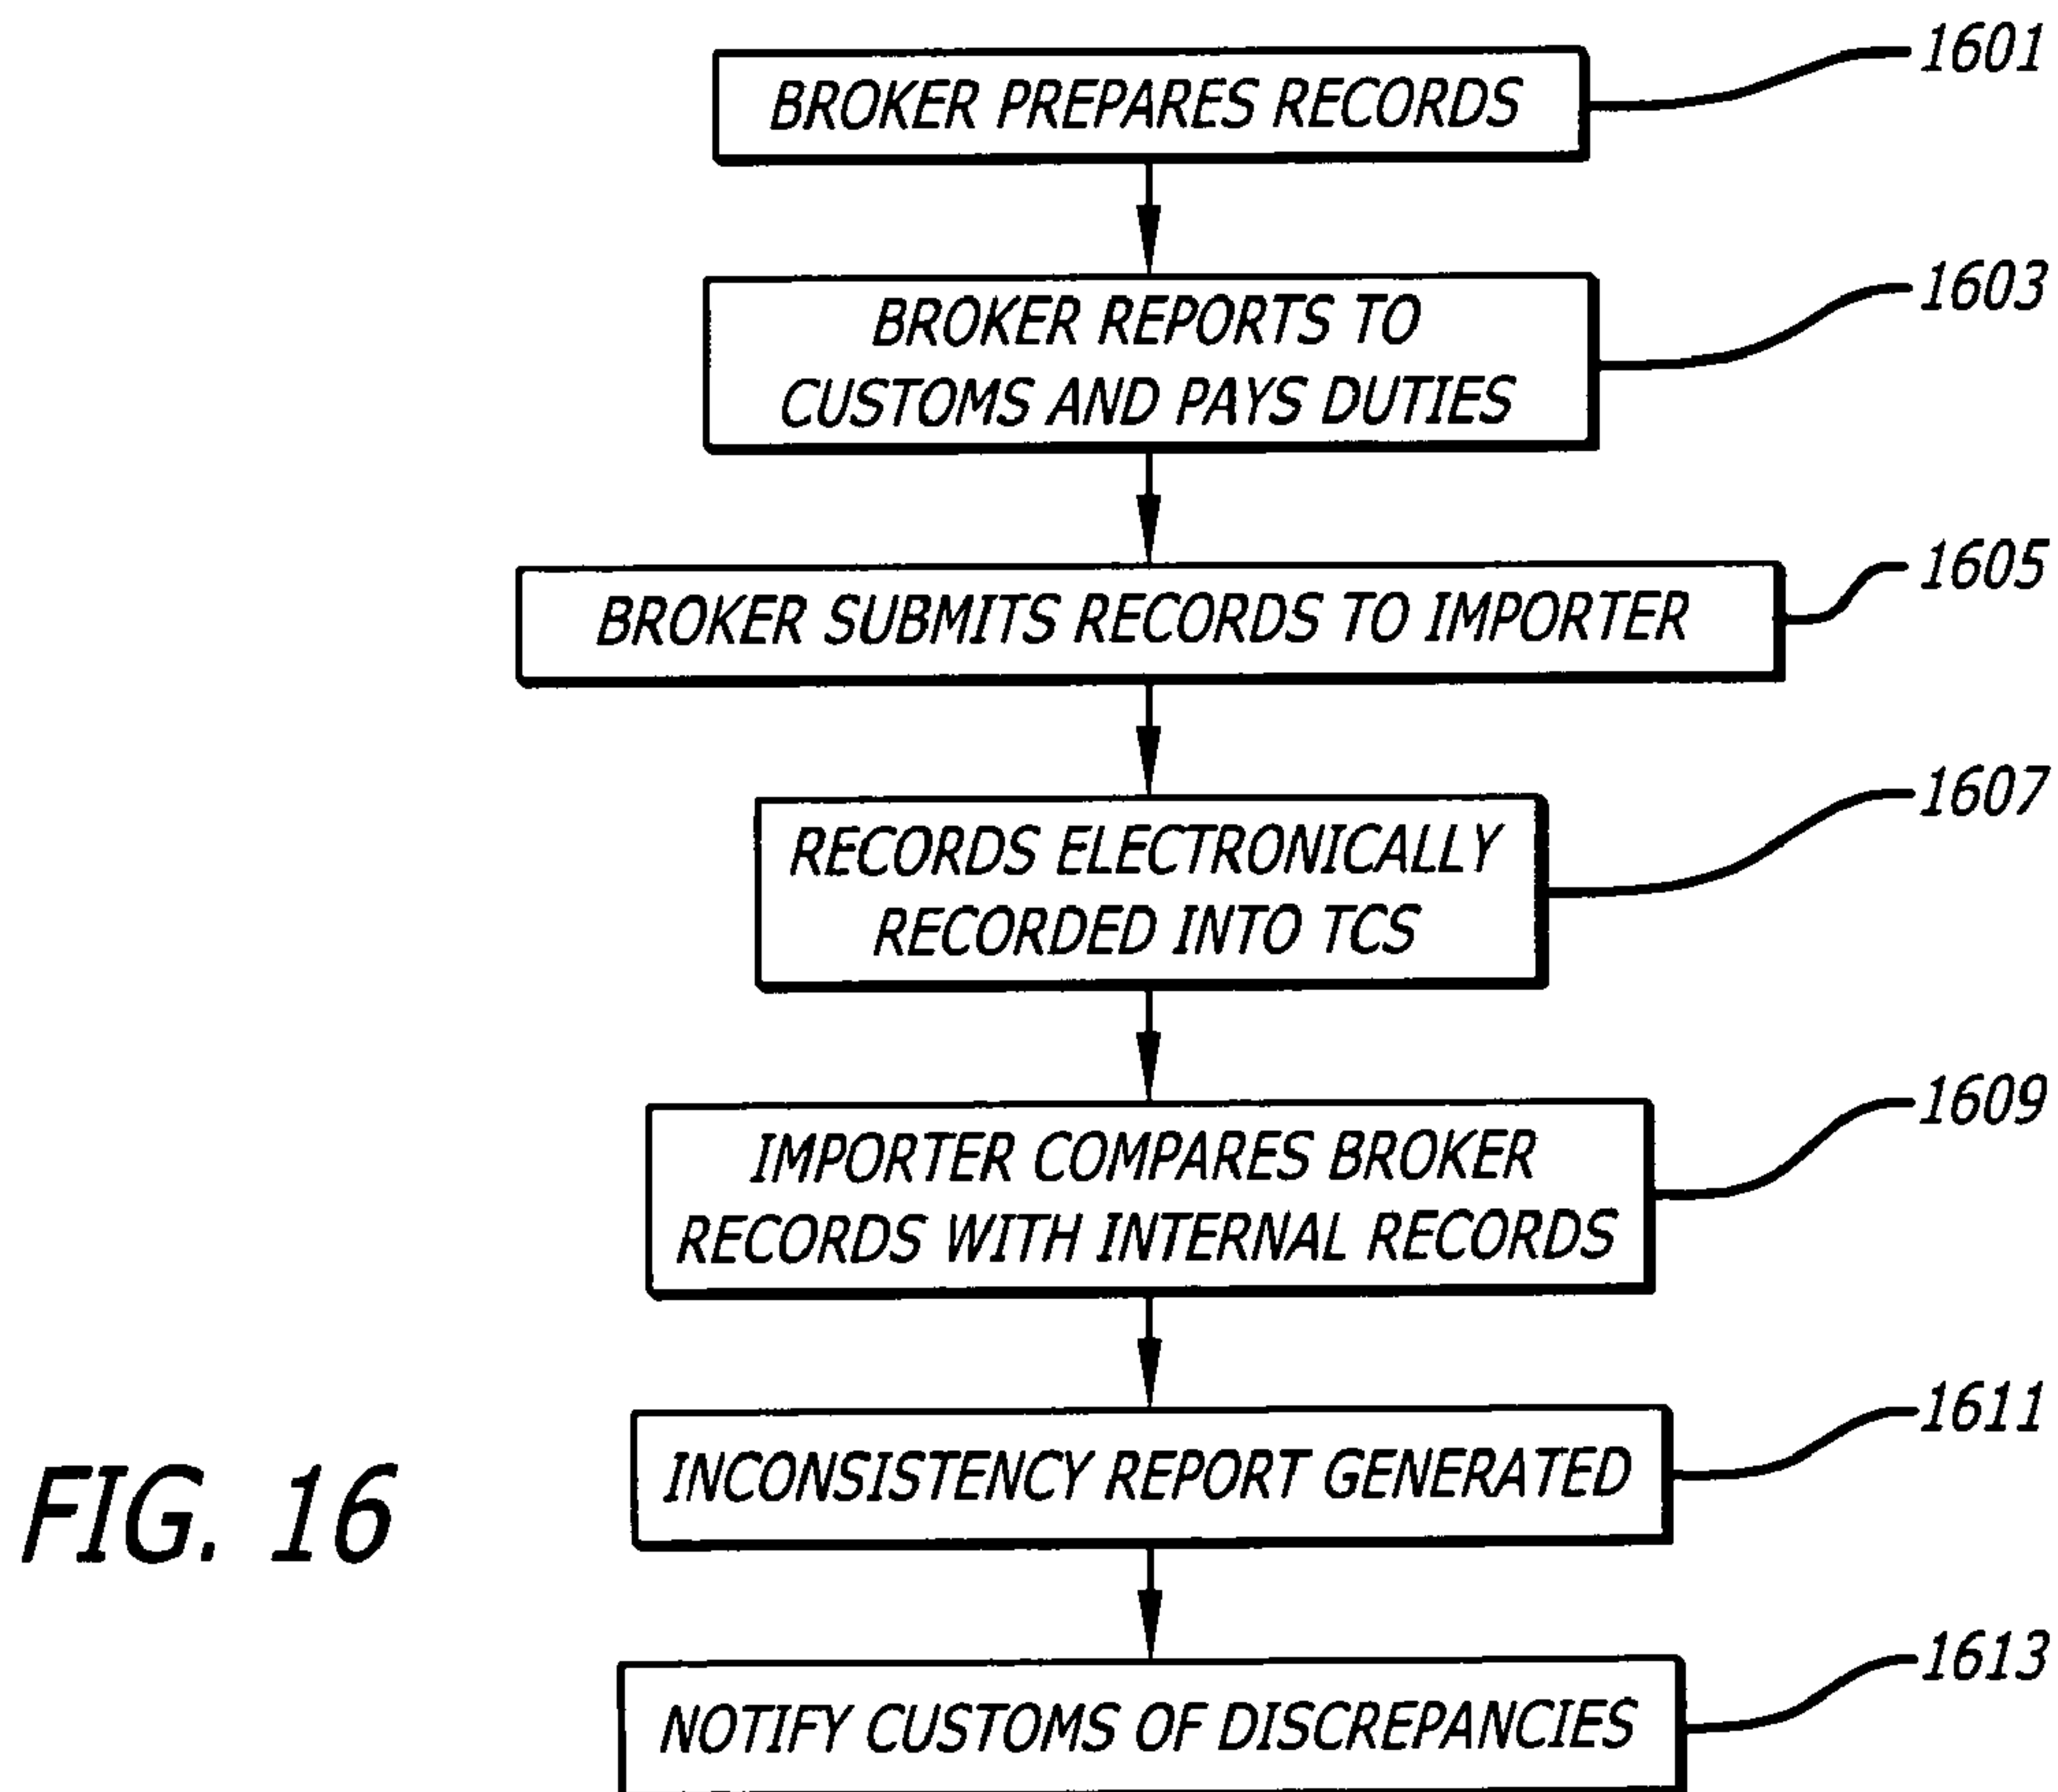 BROKER PREPARES RECORDS
1601
BROKER REPORTS TO
CUSTOMS AND PAYS DUTIES
1603
BROKER SUBMITS RECORDS TO IMPORTER
1605
RECORDS ELECTRONICALLY
RECORDED INTO TCS
1607
IMPORTER COMPARES BROKER
RECORDS WITH INTERNAL RECORDS
1609
INCONSISTENCY REPORT GENERATED
1611
NOTIFY CUSTOMS OF DISCREPANCIES
1613
FIG. 16